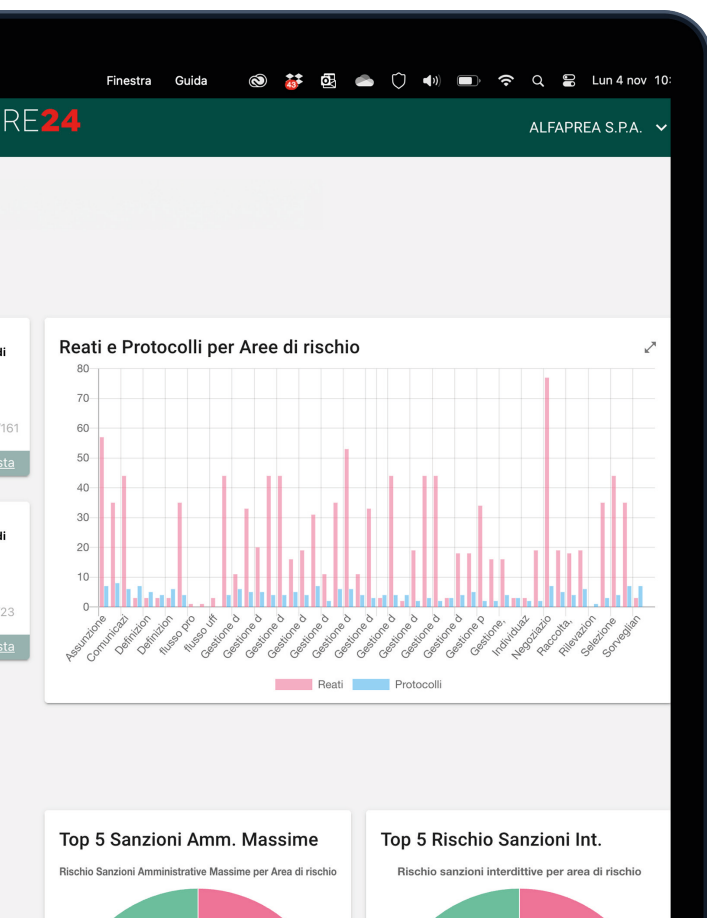 Finestra Guida 43 Lun 4 nov 10:
RE24
ALFAPREA S.P.A.
di
161
sta
di
23
sta
Reati e Protocolli per Aree di rischio
80
70
60
50
40
30
20
10
0
Assunzione
Comunicazi
Definizion
Definizion
flusso pro
flusso uff
Gestione d
Gestione d
Gestione d
Gestione d
Gestione d
Gestione d
Gestione d
Gestione d
Gestione d
Gestione d
Gestione d
Gestione p
Gestione,
Individuaz
Negoziazio
Raccolta,
Rilevazion
Selezione
Sorveglian
Reati Protocolli
Top 5 Sanzioni Amm. Massime
Rischio Sanzioni Amministrative Massime per Area di rischio
Top 5 Rischio Sanzioni Int.
Rischio sanzioni interdittive per area di rischio